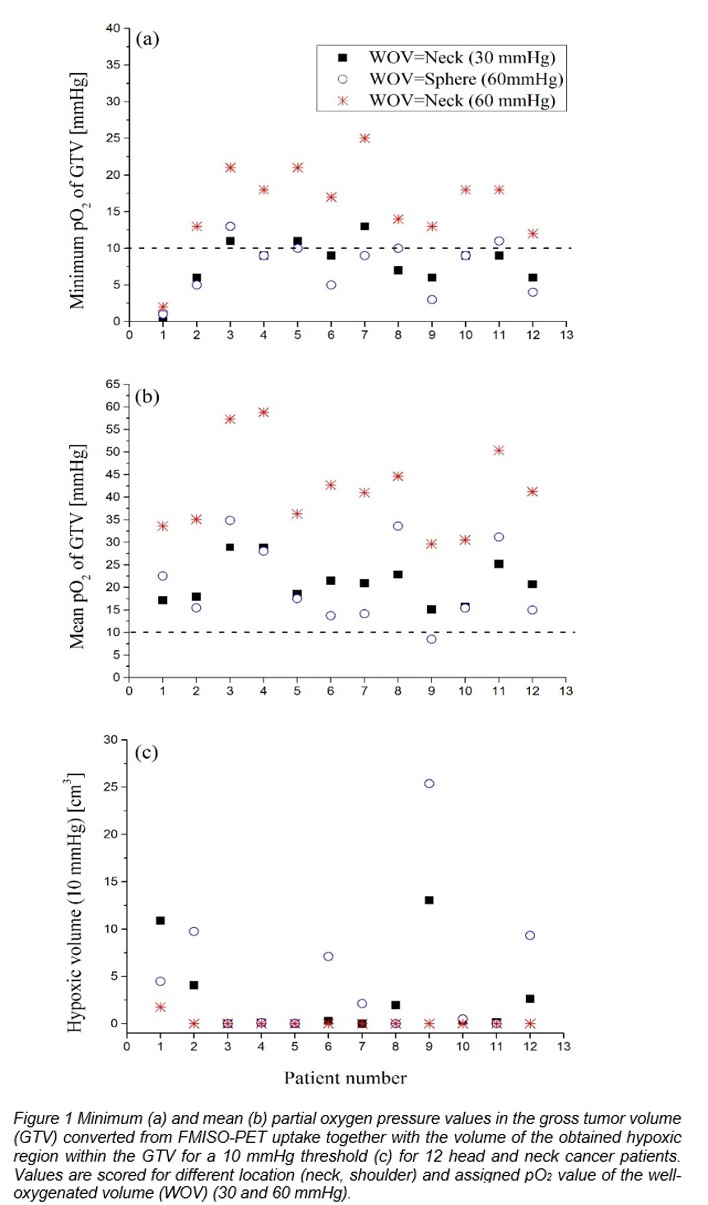 (a)
WOV=Neck (30 mmHg)
WOV=Sphere (60mmHg)
WOV=Neck (60 mmHg)
Minimum pO2 of GTV [mmHg]
40
35
30
25
20
15
10
5
0
0 1 2 3 4 5 6 7 8 9 10 11 12 13
(b)
Mean pO2 of GTV [mmHg]
65
60
55
50
45
40
35
30
25
20
15
10
5
0
0 1 2 3 4 5 6 7 8 9 10 11 12 13
(c)
Hypoxic volume (10 mmHg) [cm3]
30
25
20
15
10
5
0
0 1 2 3 4 5 6 7 8 9 10 11 12 13
Patient number
Figure 1 Minimum (a) and mean (b) partial oxygen pressure values in the gross tumor volume
(GTV) converted from FMISO-PET uptake together with the volume of the obtained hypoxic
region within the GTV for a 10 mmHg threshold (c) for 12 head and neck cancer patients.
Values are scored for different location (neck, shoulder) and assigned pO2 value of the well-
oxygenated volume (WOV) (30 and 60 mmHg).